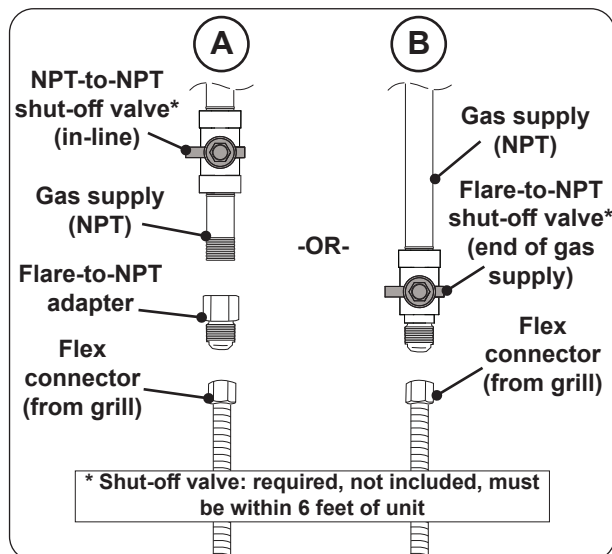 A
NPT-to-NPT
shut-off valve*
(in-line)
Gas supply
(NPT)
Flare-to-NPT
adapter
Flex
connector
(from grill)
-OR-
B
Gas supply
(NPT)
Flare-to-NPT
shut-off valve*
(end of gas
supply)
Flex
connector
(from grill)
* Shut-off valve: required, not included, must
be within 6 feet of unit